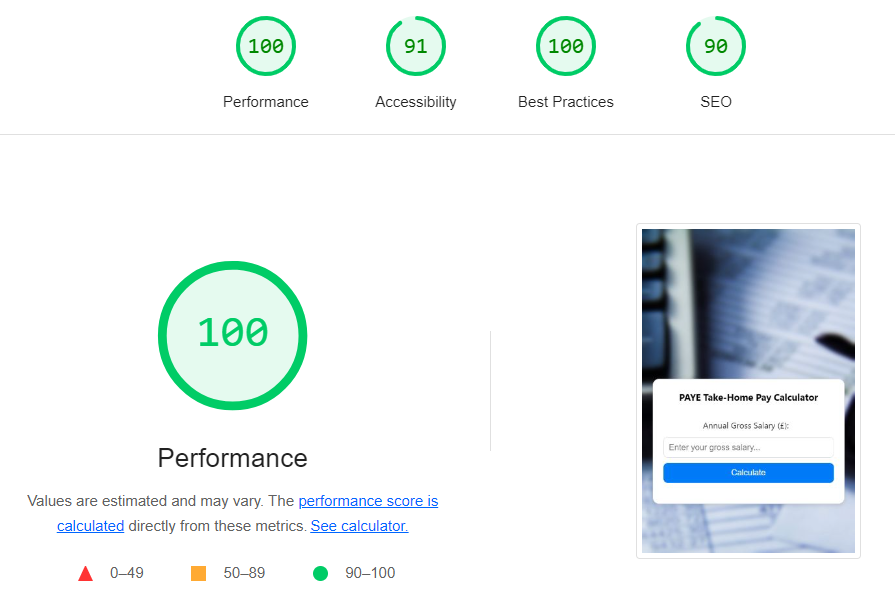 100 91 100 90
Performance Accessibility Best Practices SEO
100
Performance
Values are estimated and may vary. The performance score is
calculated directly from these metrics. See calculator.
0–49 50–89 90–100
PAYE Take-Home Pay Calculator
Annual Gross Salary (£):
Enter your gross salary...
Calculate